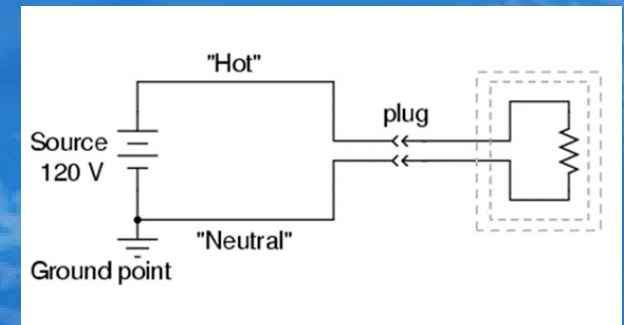 "Hot"
plug
Source
120 V
"Neutral"
Ground point